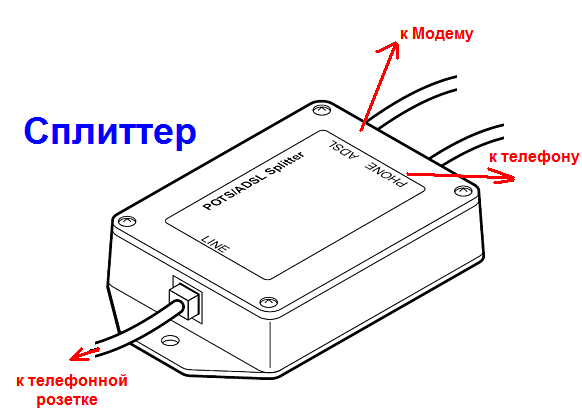 к Модему
Сплиттер
к телефону
ADSL
PHONE
POTS/ADSL Splitter
LINE
к телефонной
розетке